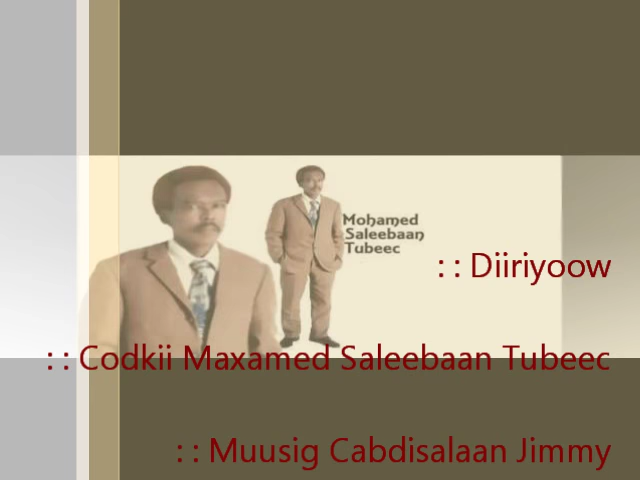 Mohamed
Saleebaan
Tubeec
: : Diiriyoow
: : Codkii Maxamed Saleebaan Tubeec
: : Muusig Cabdisalaan Jimmy